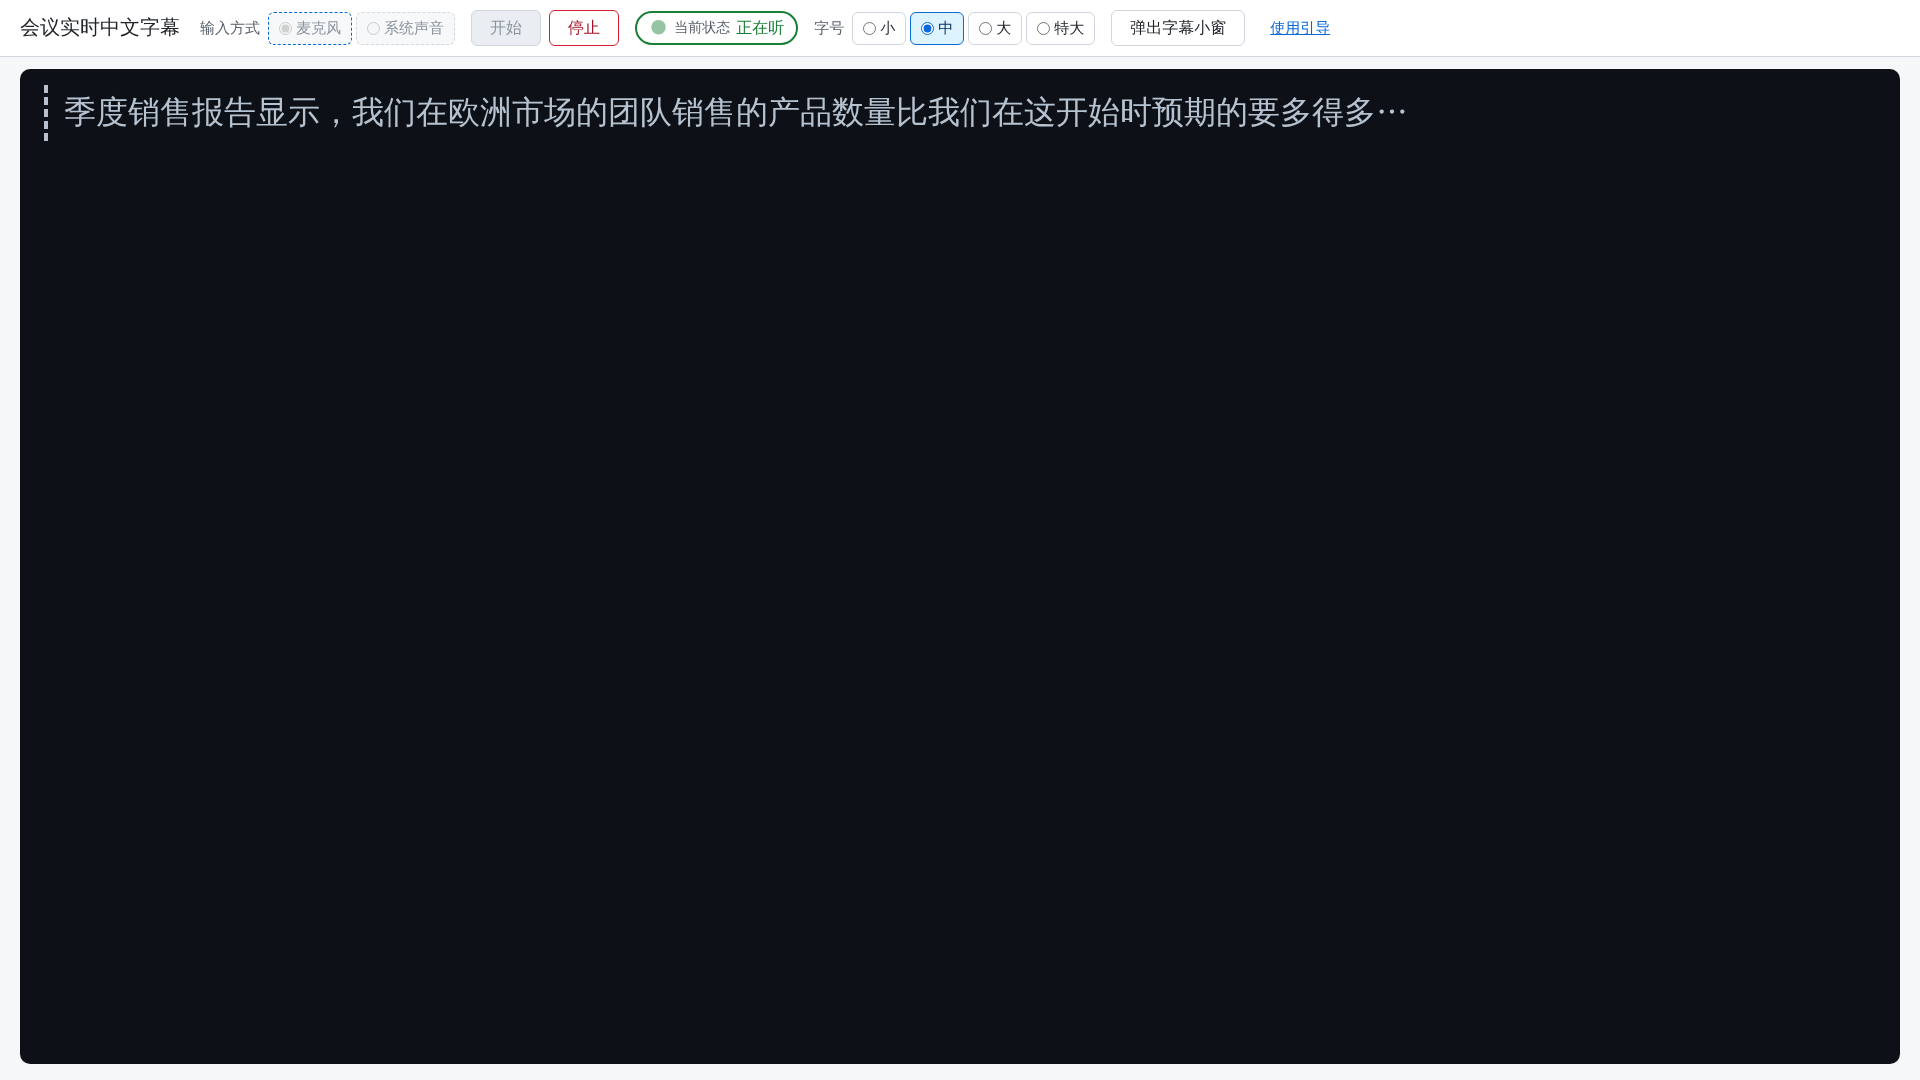 会议实时中文字幕 输入方式 麦克风 系统声音 开始 停止 当前状态 正在听 字号 小 中 大 特大 弹出字幕小窗 使用引导
季度销售报告显示，我们在欧洲市场的团队销售的产品数量比我们在这开始时预期的要多得多…